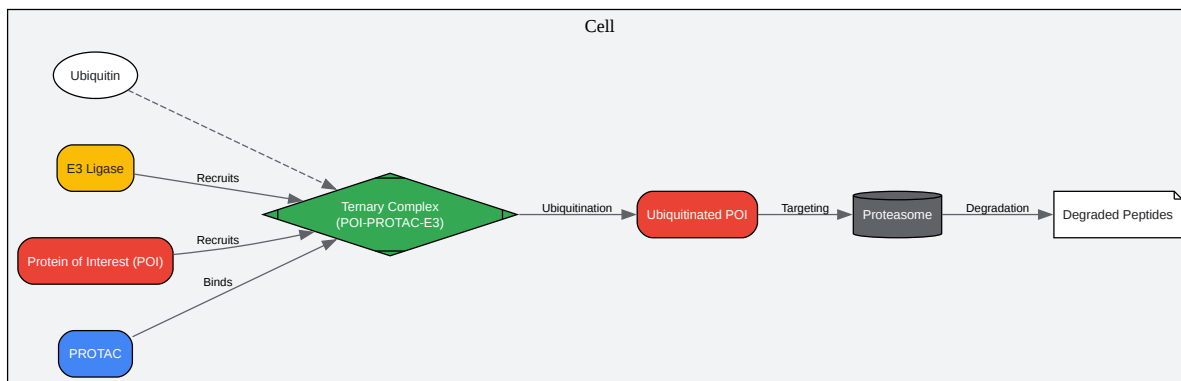 Cell
Ubiquitin
E3 Ligase
Recruits
Protein of Interest (POI)
Recruits
Binds
PROTAC
Ternary Complex
(POI-PROTAC-E3)
Ubiquitination
Ubiquitinated POI
Targeting
Proteasome
Degradation
Degraded Peptides